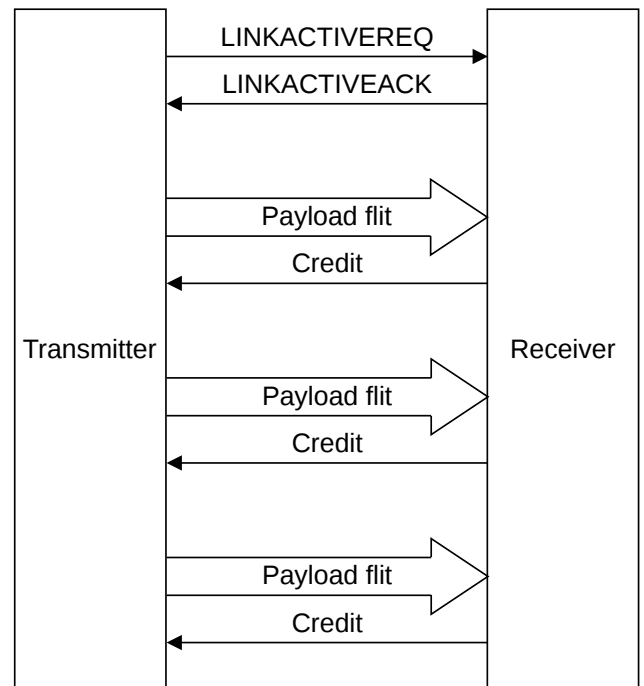 LINKACTIVEREQ
LINKACTIVEACK
Payload flit
Credit
Transmitter
Receiver
Payload flit
Credit
Payload flit
Credit